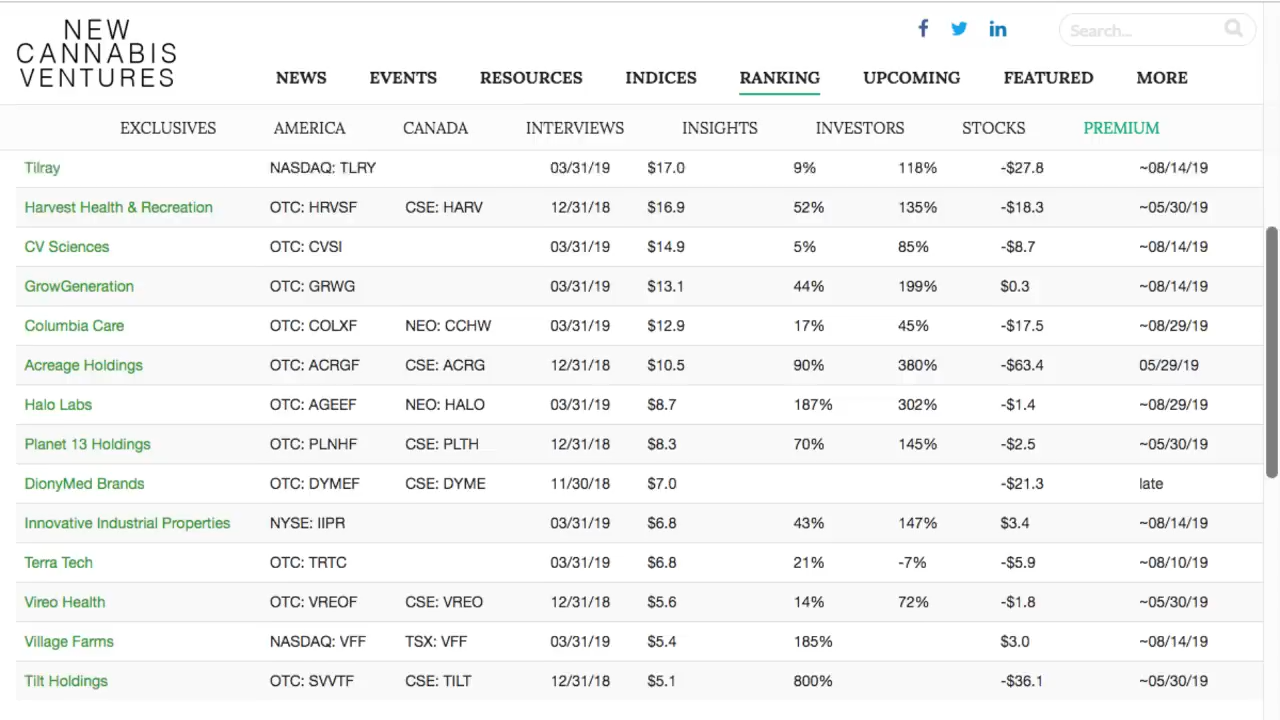 NEW
CANNABIS
VENTURES
Search...
NEWS EVENTS RESOURCES INDICES RANKING UPCOMING FEATURED MORE
EXCLUSIVES AMERICA CANADA INTERVIEWS INSIGHTS INVESTORS STOCKS PREMIUM
Tilray NASDAQ: TLRY 03/31/19 $17.0 9% 118% -$27.8 ~08/14/19
Harvest Health & Recreation OTC: HRVSF CSE: HARV 12/31/18 $16.9 52% 135% -$18.3 ~05/30/19
CV Sciences OTC: CVSI 03/31/19 $14.9 5% 85% -$8.7 ~08/14/19
GrowGeneration OTC: GRWG 03/31/19 $13.1 44% 199% $0.3 ~08/14/19
Columbia Care OTC: COLXF NEO: CCHW 03/31/19 $12.9 17% 45% -$17.5 ~08/29/19
Acreage Holdings OTC: ACRGF CSE: ACRG 12/31/18 $10.5 90% 380% -$63.4 05/29/19
Halo Labs OTC: AGEEF NEO: HALO 03/31/19 $8.7 187% 302% -$1.4 ~08/29/19
Planet 13 Holdings OTC: PLNHF CSE: PLTH 12/31/18 $8.3 70% 145% -$2.5 ~05/30/19
DionyMed Brands OTC: DYMEF CSE: DYME 11/30/18 $7.0 -$21.3 late
Innovative Industrial Properties NYSE: IIPR 03/31/19 $6.8 43% 147% $3.4 ~08/14/19
Terra Tech OTC: TRTC 03/31/19 $6.8 21% -7% -$5.9 ~08/10/19
Vireo Health OTC: VREOF CSE: VREO 12/31/18 $5.6 14% 72% -$1.8 ~05/30/19
Village Farms NASDAQ: VFF TSX: VFF 03/31/19 $5.4 185% $3.0 ~08/14/19
Tilt Holdings OTC: SVVTF CSE: TILT 12/31/18 $5.1 800% -$36.1 ~05/30/19